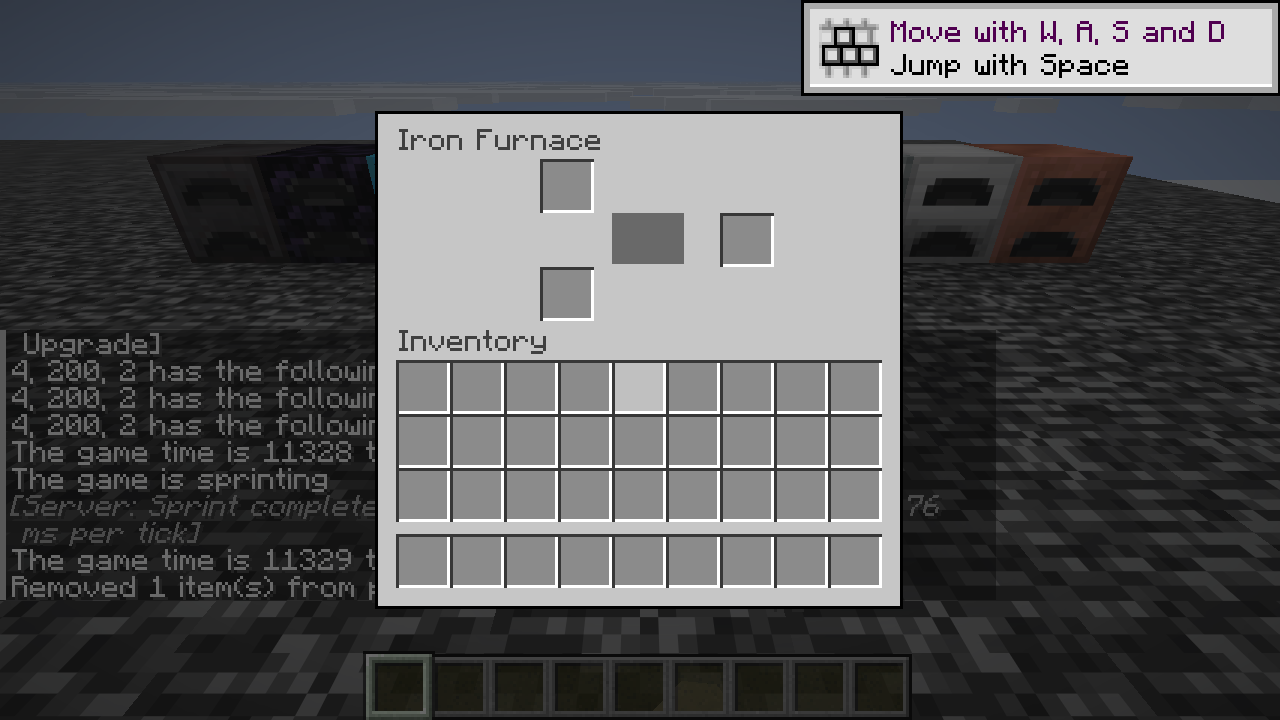 Move with W, A, S and D
Jump with Space
Iron Furnace
Inventory
Upgrade]
4, 200, 2 has the followin
4, 200, 2 has the followin
4, 200, 2 has the followin
The game time is 11328 t
The game is sprinting
[Server: Sprint complete 76
ms per tick]
The game time is 11329 t
Removed 1 item(s) from